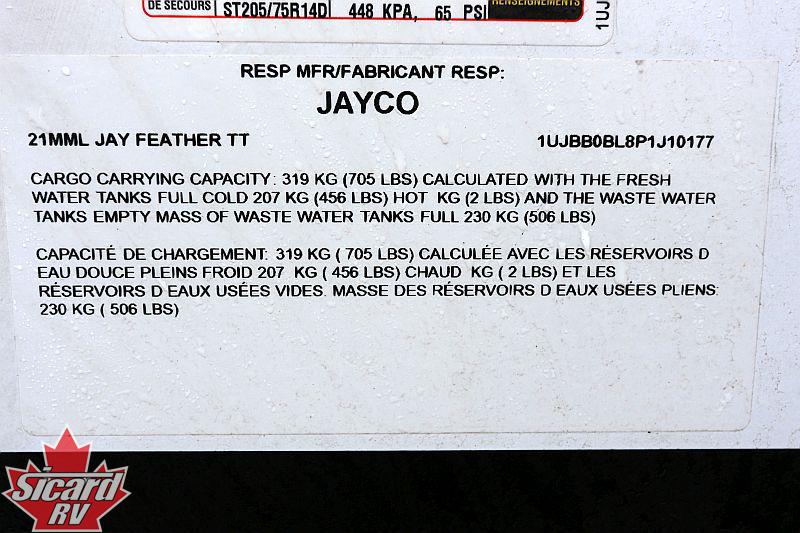 DE SECOURS ST205/75R14D 448 KPA, 65 PSI RENSEIGNEMENTS
1UJ
RESP MFR/FABRICANT RESP:
JAYCO
21MML JAY FEATHER TT 1UJBB0BL8P1J10177
CARGO CARRYING CAPACITY: 319 KG (705 LBS) CALCULATED WITH THE FRESH
WATER TANKS FULL COLD 207 KG (456 LBS) HOT KG (2 LBS) AND THE WASTE WATER
TANKS EMPTY MASS OF WASTE WATER TANKS FULL 230 KG (506 LBS)
CAPACITÉ DE CHARGEMENT: 319 KG ( 705 LBS) CALCULÉE AVEC LES RÉSERVOIRS D
EAU DOUCE PLEINS FROID 207 KG ( 456 LBS) CHAUD KG ( 2 LBS) ET LES
RÉSERVOIRS D EAUX USÉES VIDES. MASSE DES RÉSERVOIRS D EAUX USÉES PLIENS:
230 KG ( 506 LBS)
Sicard
RV